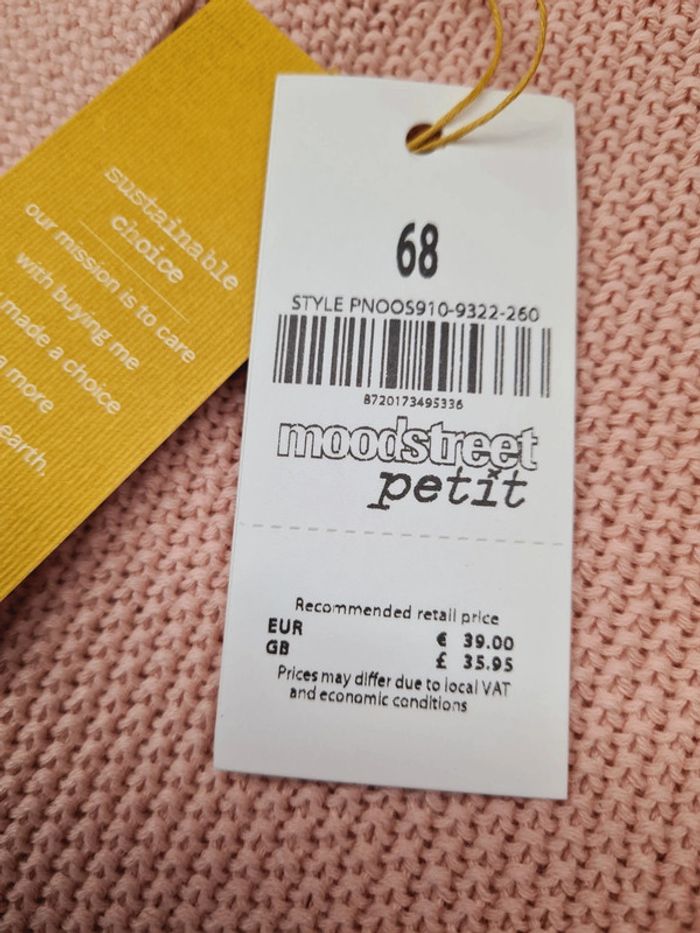 sustainable
choice
our mission is to care
with buying me
made a choice
a more
earth.
68
STYLE PNOOS910-9322-260
8720173495336
moodstreet
petit
Recommended retail price
EUR € 39.00
GB £ 35.95
Prices may differ due to local VAT
and economic conditions